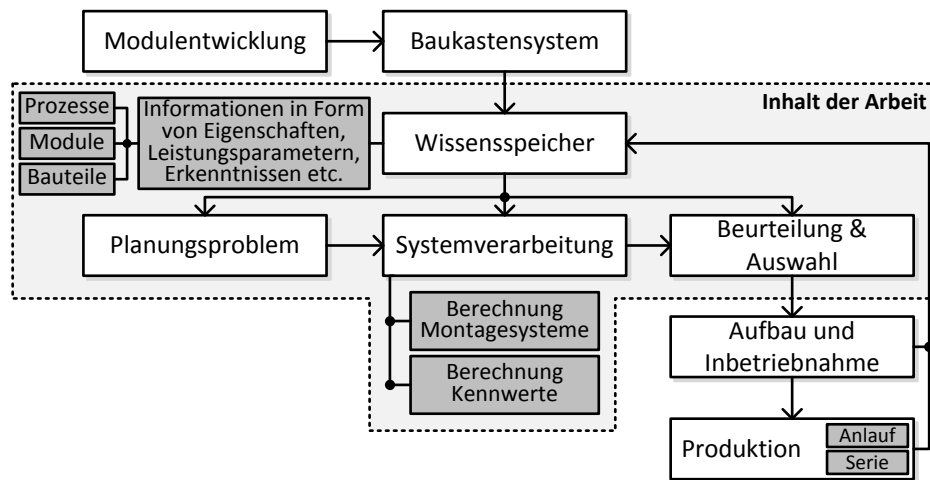 Modulentwicklung
Baukastensystem
Inhalt der Arbeit
Prozesse
Module
Bauteile
Informationen in Form
von Eigenschaften,
Leistungsparametern,
Erkenntnissen etc.
Wissensspeicher
Planungsproblem
Systemverarbeitung
Beurteilung &
Auswahl
Berechnung
Montagesysteme
Berechnung
Kennwerte
Aufbau und
Inbetriebnahme
Produktion
Anlauf
Serie